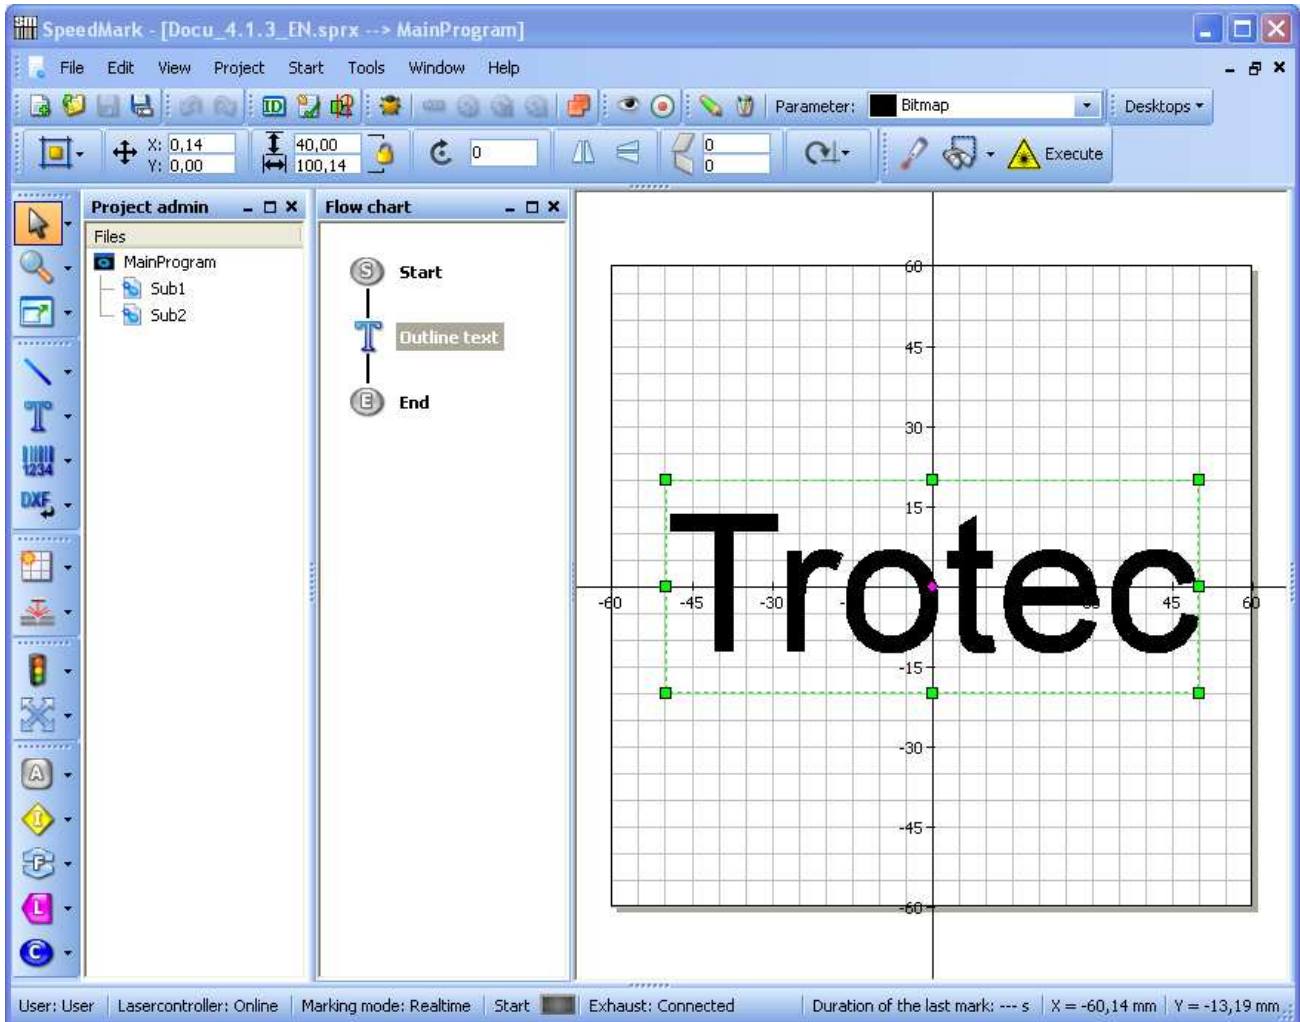 SpeedMark - [Docu_4.1.3_EN.sprx --> MainProgram]
File Edit View Project Start Tools Window Help
ID Parameter: Bitmap Desktops
X: 0,14 40,00 0 0 Execute
Y: 0,00 100,14 0
Project admin Flow chart
Files
MainProgram
Sub1
Sub2
S Start
T Outline text
E End
T
1234
DXF
A
I
P
L
C
60
45
30
15
Trotec
-60 -45 -30 45 60
-15
-30
-45
-60
User: User Lasercontroller: Online Marking mode: Realtime Start Exhaust: Connected Duration of the last mark: --- s X = -60,14 mm Y = -13,19 mm